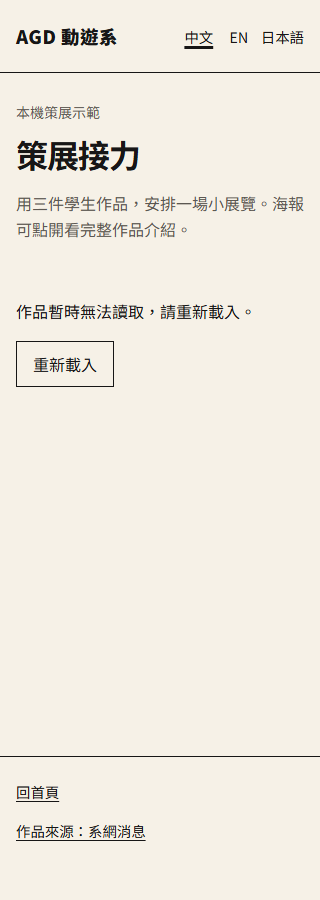 AGD 動遊系
中文 EN 日本語
本機策展示範
策展接力
用三件學生作品，安排一場小展覽。海報
可點開看完整作品介紹。
作品暫時無法讀取，請重新載入。
重新載入
回首頁
作品來源：系網消息